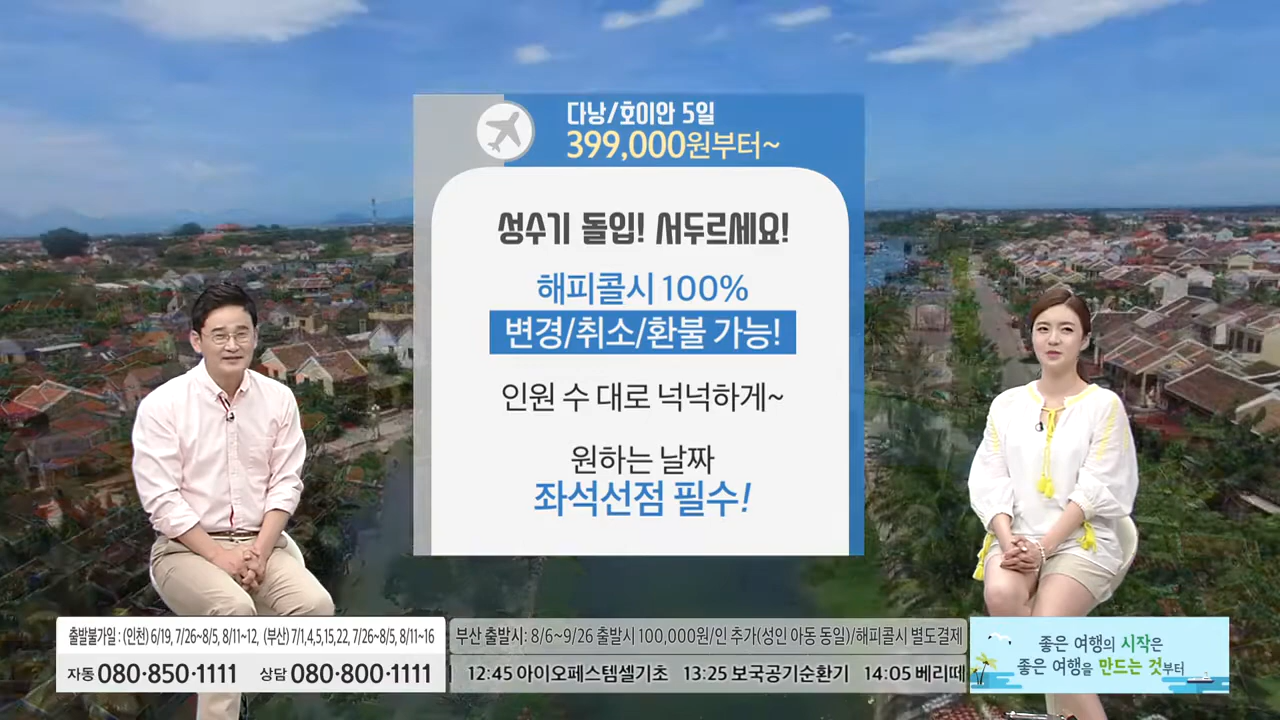 다낭/호이안 5일
399,000원부터~
성수기 돌입! 서두르세요!
해피콜시 100%
변경/취소/환불 가능!
인원 수 대로 넉넉하게~
원하는 날짜
좌석선점 필수!
출발불가일 : (인천) 6/19, 7/26~8/5, 8/11~12, (부산) 7/1,4,5,15,22, 7/26~8/5, 8/11~16
자동 080·850·1111 상담 080·800·1111
부산 출발시: 8/6~9/26 출발시 100,000원/인 추가(성인 아동 동일)/해피콜시 별도결제
12:45 아이오페스템셀기초 13:25 보국공기순환기 14:05 베리떼
좋은 여행의 시작은
좋은 여행을 만드는 것부터